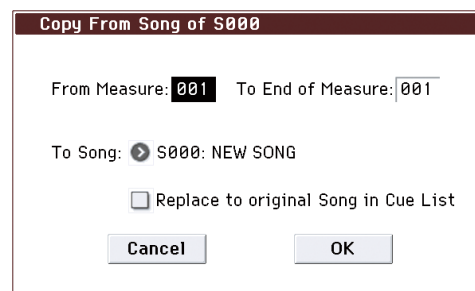 Copy From Song of S000
From Measure: 001 To End of Measure: 001
To Song: S000: NEW SONG
Replace to original Song in Cue List
Cancel OK